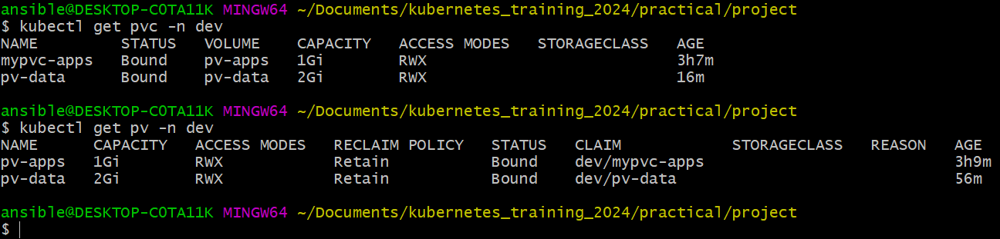 ansible@DESKTOP-COTA11K MINGW64 ~/Documents/kubernetes_training_2024/practical/project
$ kubectl get pvc -n dev
NAME         STATUS   VOLUME    CAPACITY   ACCESS MODES   STORAGECLASS   AGE
mypvc-apps   Bound    pv-apps   1Gi        RWX                           3h7m
pv-data      Bound    pv-data   2Gi        RWX                           16m
ansible@DESKTOP-COTA11K MINGW64 ~/Documents/kubernetes_training_2024/practical/project
$ kubectl get pv -n dev
NAME      CAPACITY   ACCESS MODES   RECLAIM POLICY   STATUS   CLAIM            STORAGECLASS   REASON   AGE
pv-apps   1Gi        RWX            Retain           Bound    dev/mypvc-apps                           3h9m
pv-data   2Gi        RWX            Retain           Bound    dev/pv-data                              56m
ansible@DESKTOP-COTA11K MINGW64 ~/Documents/kubernetes_training_2024/practical/project
$